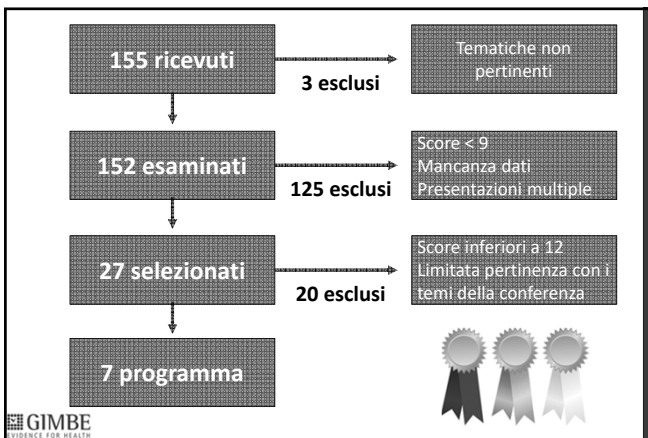 155 ricevuti
3 esclusi
Tematiche non
pertinenti
152 esaminati
125 esclusi
Score < 9
Mancanza dati
Presentazioni multiple
27 selezionati
20 esclusi
Score inferiori a 12
Limitata pertinenza con i
temi della conferenza
7 programma
GIMBE
EVIDENCE FOR HEALTH